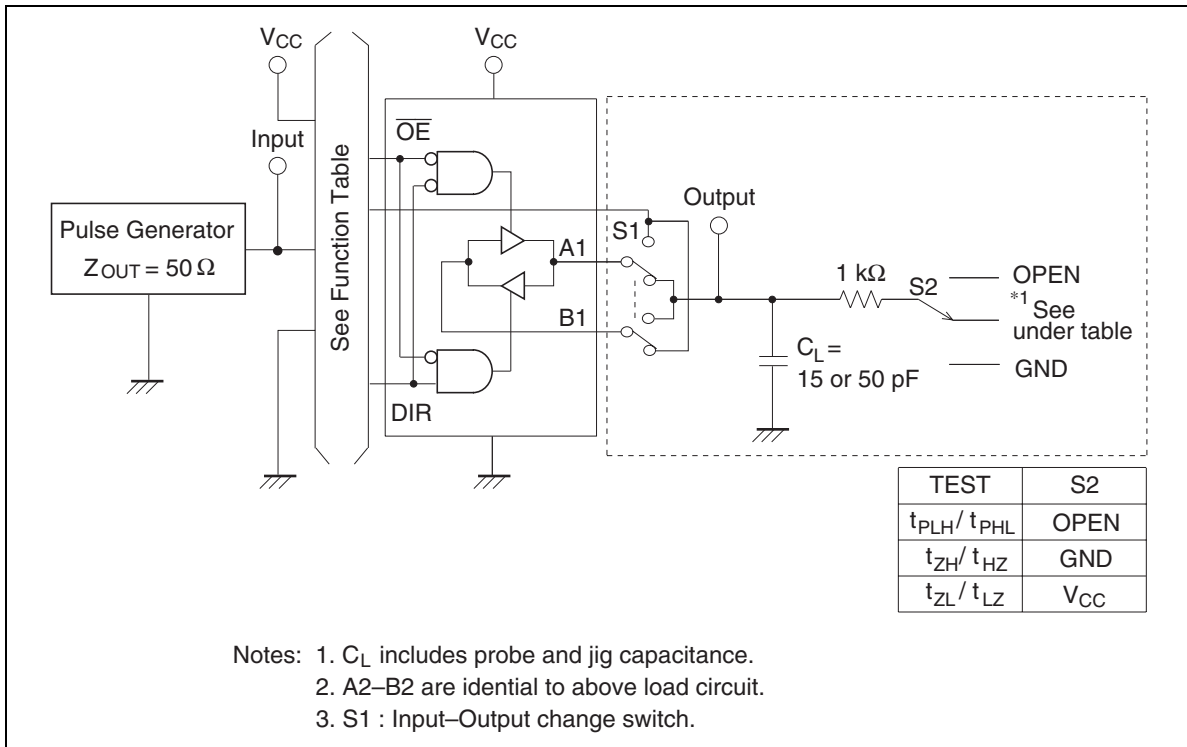 VCC
VCC
Input
OE
See Function Table
Output
Pulse Generator
ZOUT = 50 Ω
S1
A1
1 kΩ
S2
OPEN
*1 See
under table
B1
CL =
15 or 50 pF
GND
DIR
TEST S2
tPLH / tPHL OPEN
tZH / tHZ GND
tZL / tLZ VCC
Notes: 1. CL includes probe and jig capacitance.
2. A2–B2 are idential to above load circuit.
3. S1 : Input–Output change switch.